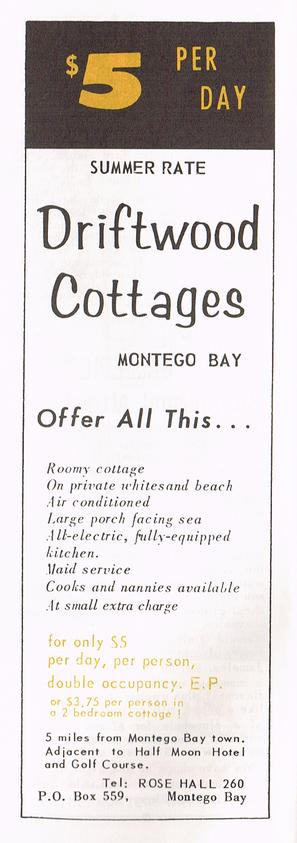 $5 PER
DAY
SUMMER RATE
Driftwood
Cottages
MONTEGO BAY
Offer All This...
Roomy cottage
On private whitesand beach
Air conditioned
Large porch facing sea
All-electric, fully-equipped
kitchen.
Maid service
Cooks and nannies available
At small extra charge
for only $5
per day, per person,
double occupancy. E.P.
or $3,75 per person in
a 2 bedroom cottage !
5 miles from Montego Bay town.
Adjacent to Half Moon Hotel
and Golf Course.
Tel: ROSE HALL 260
P.O. Box 559, Montego Bay